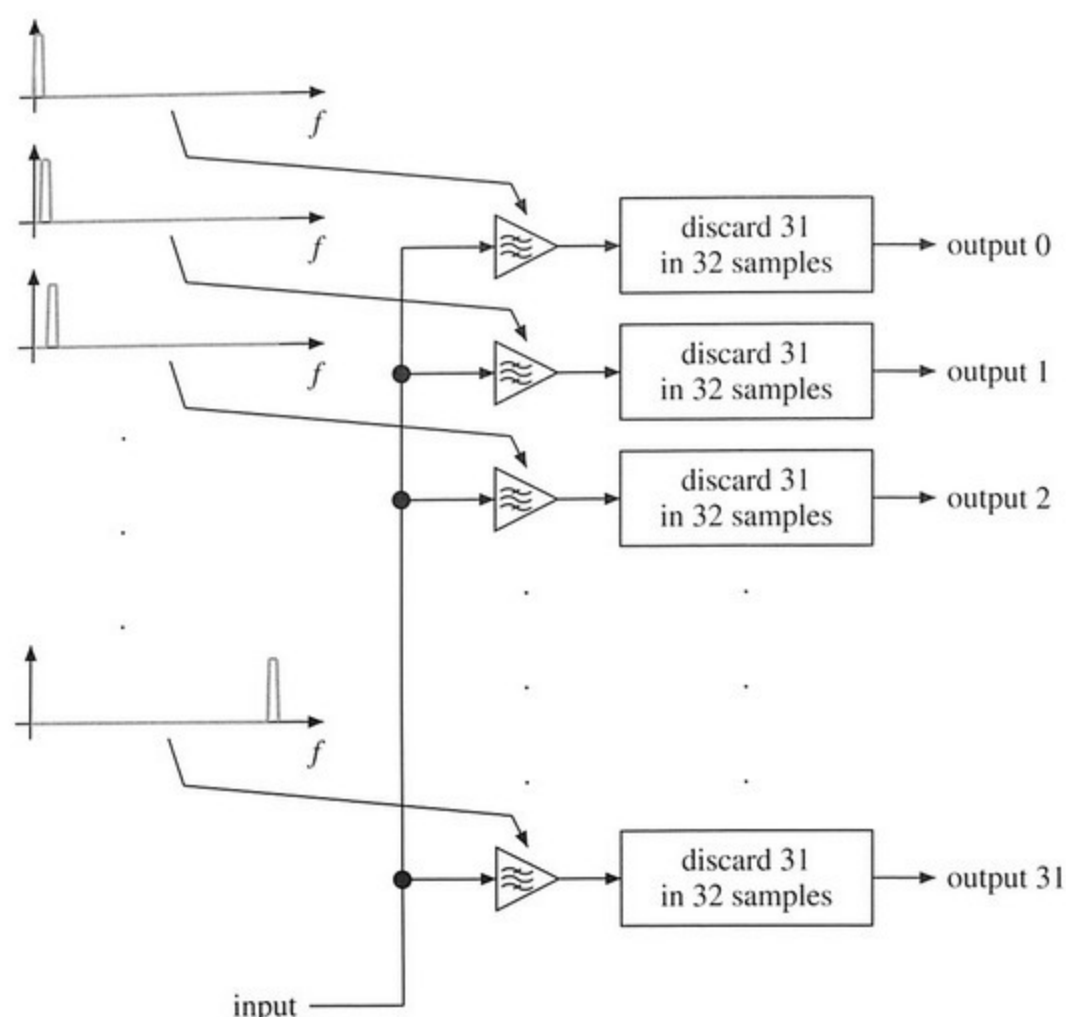 f
f
f
f
discard 31
in 32 samples
output 0
discard 31
in 32 samples
output 1
discard 31
in 32 samples
output 2
discard 31
in 32 samples
output 31
input